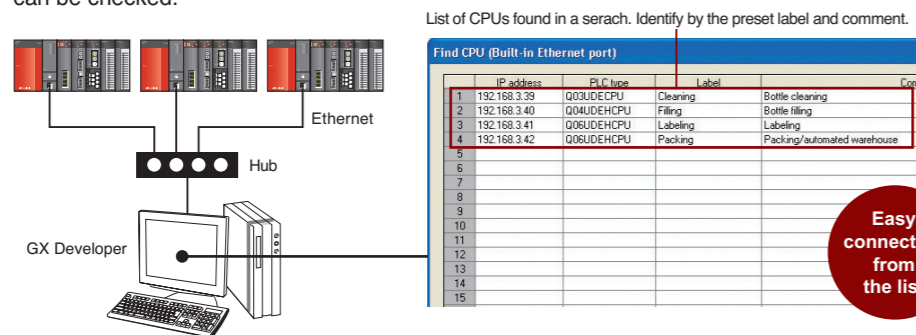 can be checked.
List of CPUs found in a serach. Identify by the preset label and comment.
Find CPU (Built-in Ethernet port)
IP address PLC type Label
1 192.168.3.39 Q03UDECPU Cleaning Bottle cleaning
2 192.168.3.40 Q04UDEHCPU Filling Bottle filling
3 192.168.3.41 Q06UDEHCPU Labeling Labeling
4 192.168.3.42 Q06UDEHCPU Packing Packing/automated warehouse
5
6
7
8
9
10
11
12
13
14
15
Ethernet
Hub
GX Developer
Easy
connect
from
the lis